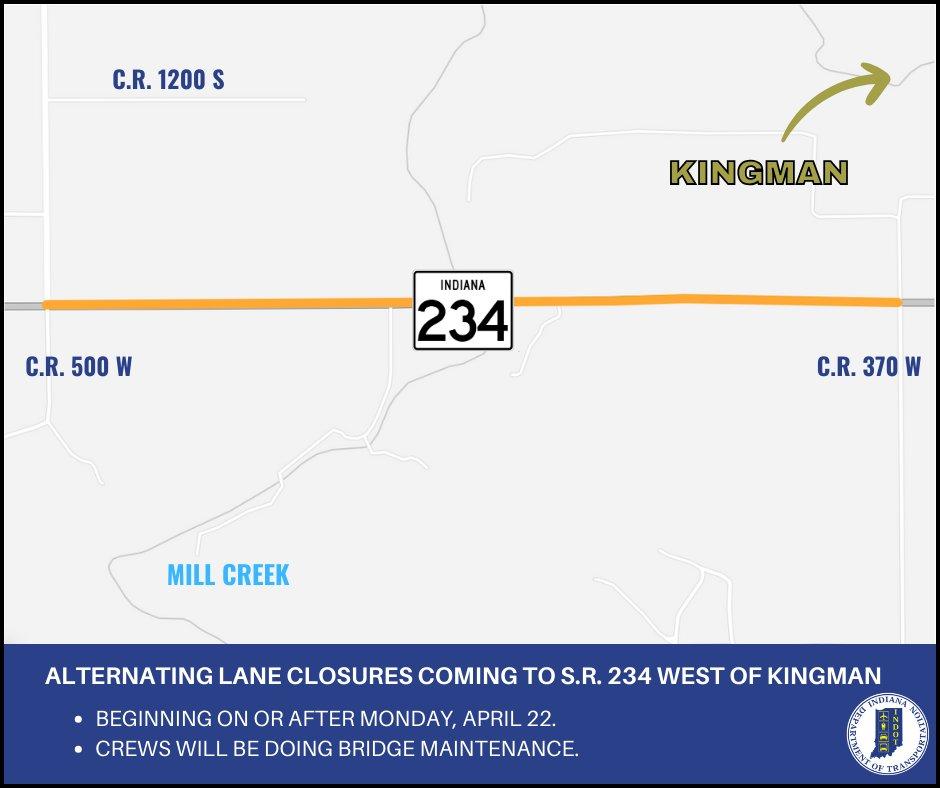 C.R. 1200 S
KINGMAN
INDIANA
234
C.R. 500 W
C.R. 370 W
MILL CREEK
ALTERNATING LANE CLOSURES COMING TO S.R. 234 WEST OF KINGMAN
• BEGINNING ON OR AFTER MONDAY, APRIL 22.
• CREWS WILL BE DOING BRIDGE MAINTENANCE.
INDIANA
DEPARTMENT OF TRANSPORTATION
INDOT